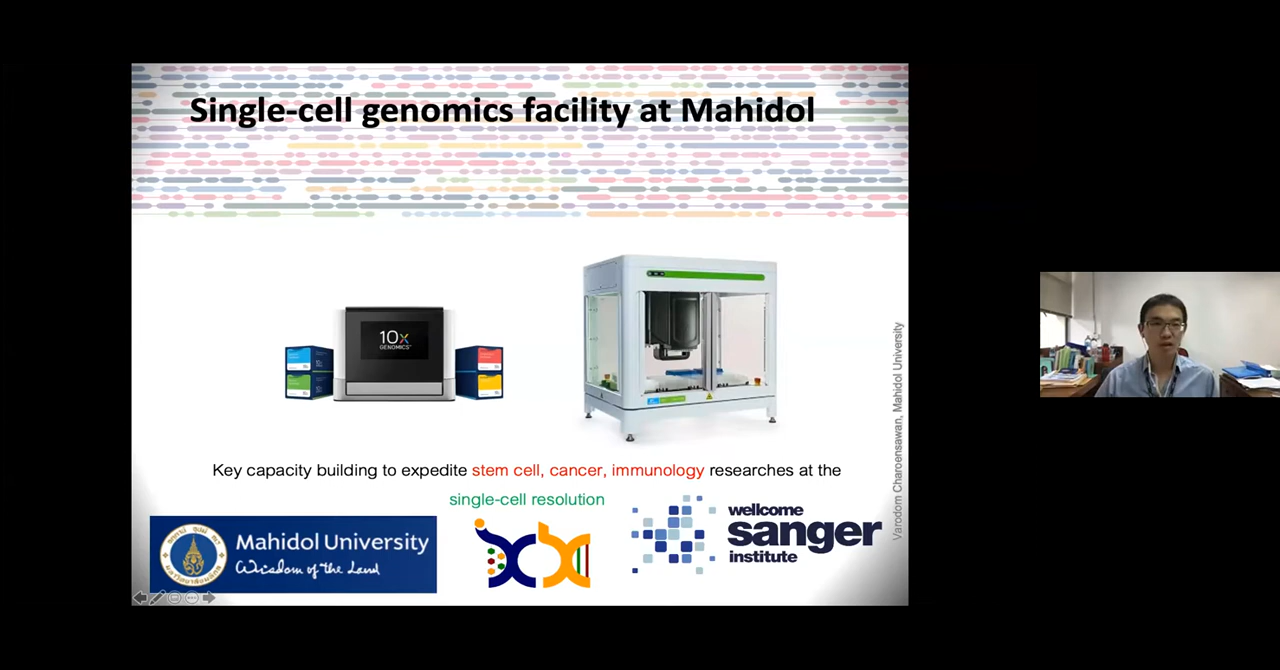 Single-cell genomics facility at Mahidol
10x
GENOMICS
Key capacity building to expedite stem cell, cancer, immunology researches at the
single-cell resolution
Mahidol University
Wisdom of the Land
wellcome
sanger
institute
Varodom Charoensawan, Mahidol University